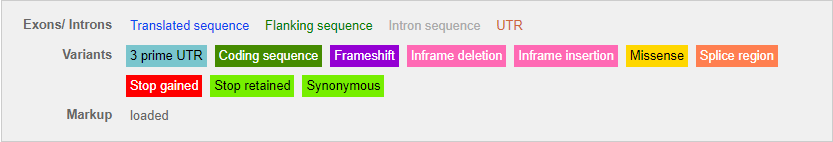 Exons/ Introns Translated sequence Flanking sequence Intron sequence UTR
Variants 3 prime UTR Coding sequence Frameshift Inframe deletion Inframe insertion Missense Splice region
Stop gained Stop retained Synonymous
Markup loaded